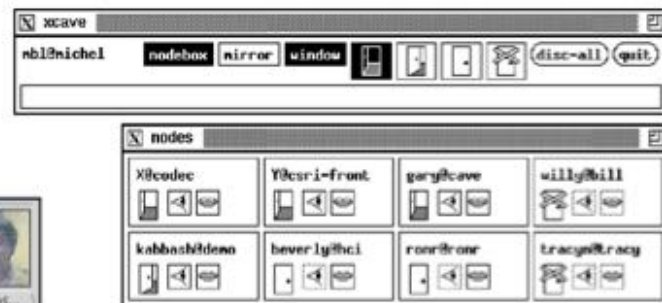 xcave
mbl@michel nodebox mirror window disc-all quit
nodes
X@codec Y@csri-front gary@cave willy@bill
kabbash@demo beverly@hci ronr@ronr tracyn@tracy